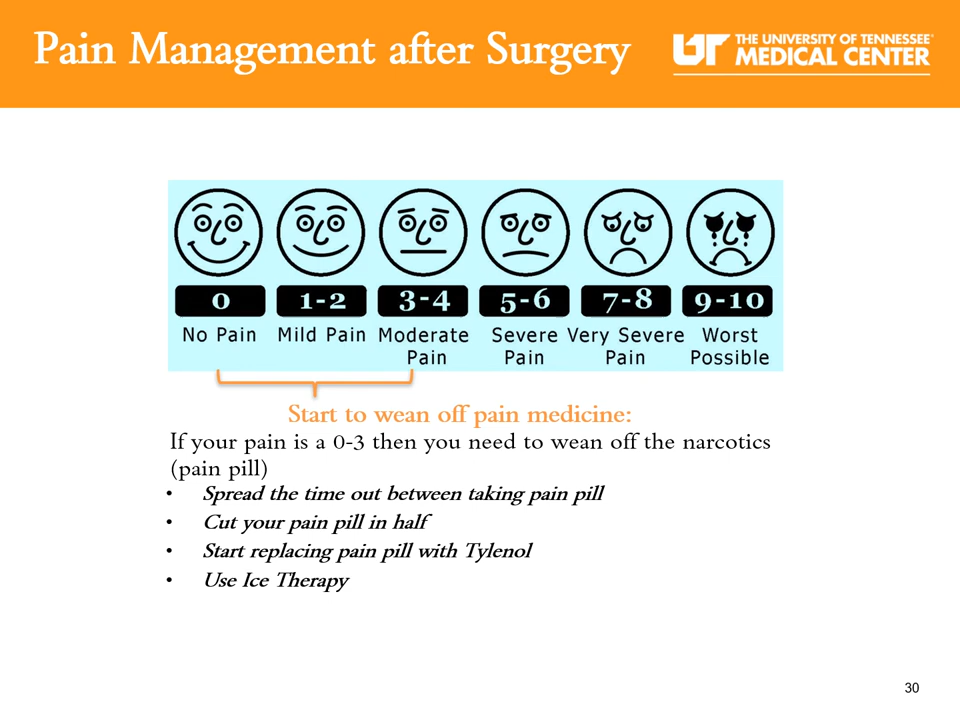 Pain Management after Surgery
THE UNIVERSITY OF TENNESSEE
MEDICAL CENTER
0 1-2 3-4 5-6 7-8 9-10
No Pain Mild Pain Moderate Severe Very Severe Worst
Pain Pain Pain Possible
Start to wean off pain medicine:
If your pain is a 0-3 then you need to wean off the narcotics
(pain pill)
• Spread the time out between taking pain pill
• Cut your pain pill in half
• Start replacing pain pill with Tylenol
• Use Ice Therapy
30